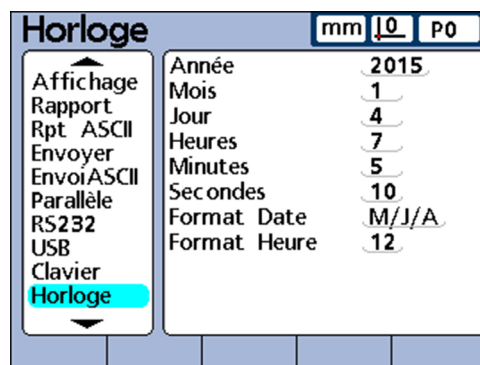 Horloge
mm 0 P0
Affichage
Rapport
Rpt ASCII
Envoyer
EnvoiASCII
Parallèle
RS232
USB
Clavier
Horloge
Année 2015
Mois 1
Jour 4
Heures 7
Minutes 5
Secondes 10
Format Date M/J/A
Format Heure 12